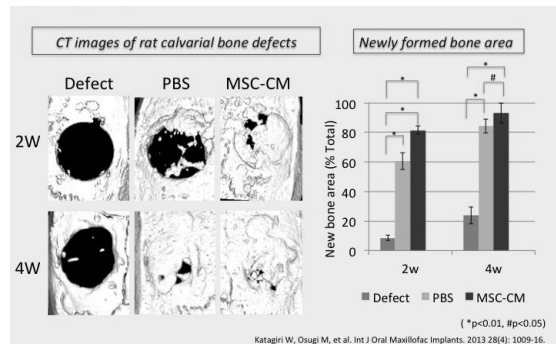 CT images of rat calvarial bone defects
Newly formed bone area
Defect PBS MSC-CM
2W
4W
New bone area (% Total)
100
80
60
40
20
0
* * * * * #
2w 4w
Defect PBS MSC-CM
( *p<0.01, #p<0.05)
Katagiri W, Osugi M, et al. Int J Oral Maxillofac Implants. 2013 28(4): 1009-16.